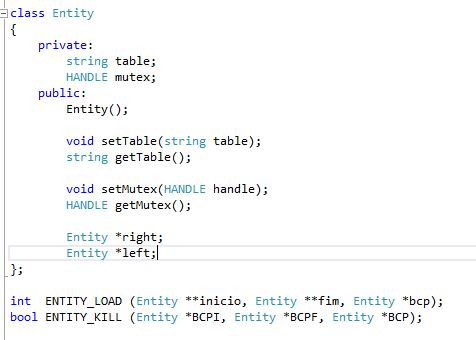 class Entity
{
private:
string table;
HANDLE mutex;
public:
Entity();
void setTable(string table);
string getTable();
void setMutex(HANDLE handle);
HANDLE getMutex();
Entity *right;
Entity *left;
};
int  ENTITY_LOAD (Entity **inicio, Entity **fim, Entity *bcp);
bool ENTITY_KILL (Entity *BCPI, Entity *BCPF, Entity *BCP);